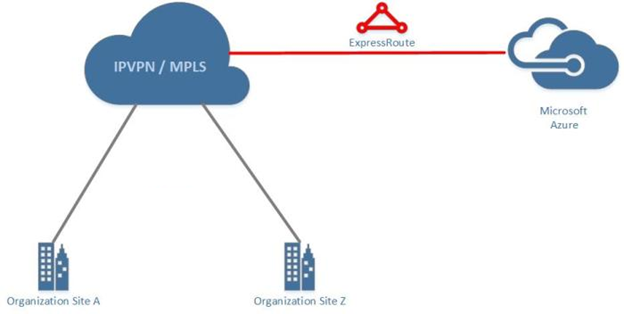 ExpressRoute
IPVPN / MPLS
Microsoft
Azure
Organization Site A
Organization Site Z